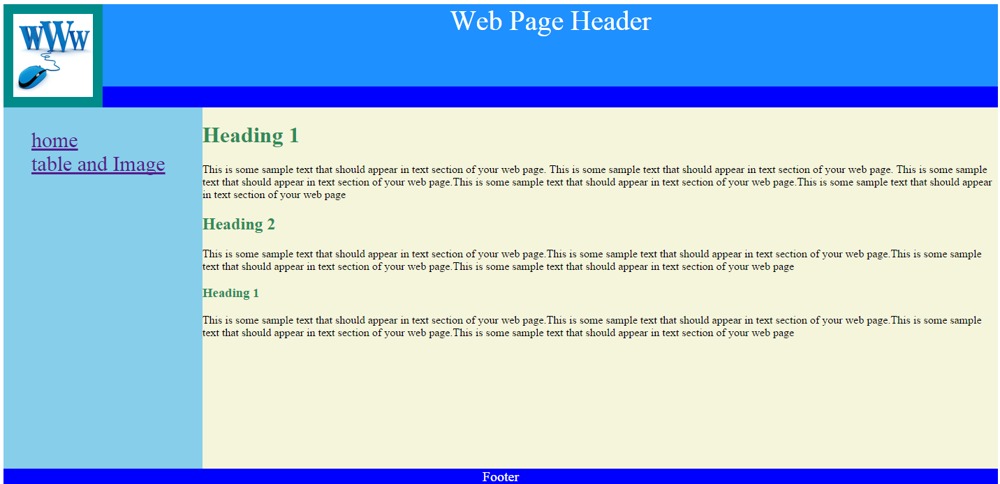 WWW
Web Page Header
home
table and Image
Heading 1
This is some sample text that should appear in text section of your web page. This is some sample text that should appear in text section of your web page. This is some sample
text that should appear in text section of your web page.This is some sample text that should appear in text section of your web page.This is some sample text that should appear
in text section of your web page
Heading 2
This is some sample text that should appear in text section of your web page.This is some sample text that should appear in text section of your web page.This is some sample
text that should appear in text section of your web page.This is some sample text that should appear in text section of your web page
Heading 1
This is some sample text that should appear in text section of your web page.This is some sample text that should appear in text section of your web page.This is some sample
text that should appear in text section of your web page.This is some sample text that should appear in text section of your web page
Footer